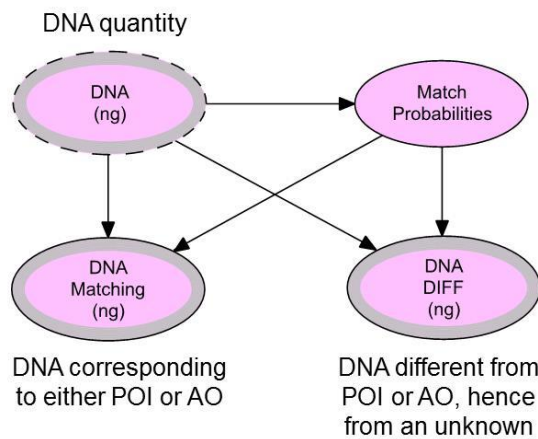 DNA quantity
DNA
(ng)
Match
Probabilities
DNA
Matching
(ng)
DNA
DIFF
(ng)
DNA corresponding
to either POI or AO
DNA different from
POI or AO, hence
from an unknown